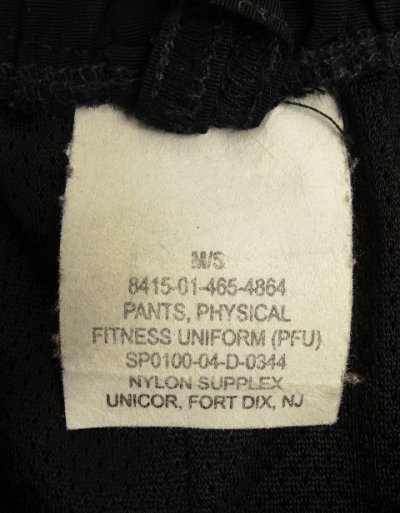 M/S
8415-01-465-4864
PANTS, PHYSICAL
FITNESS UNIFORM (PFU)
SP0100-04-D-0344
NYLON SUPPLEX
UNICOR, FORT DIX, NJ